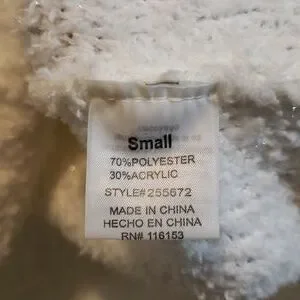 Small
70%POLYESTER
30%ACRYLIC
STYLE#255672
MADE IN CHINA
HECHO EN CHINA
RN# 116153